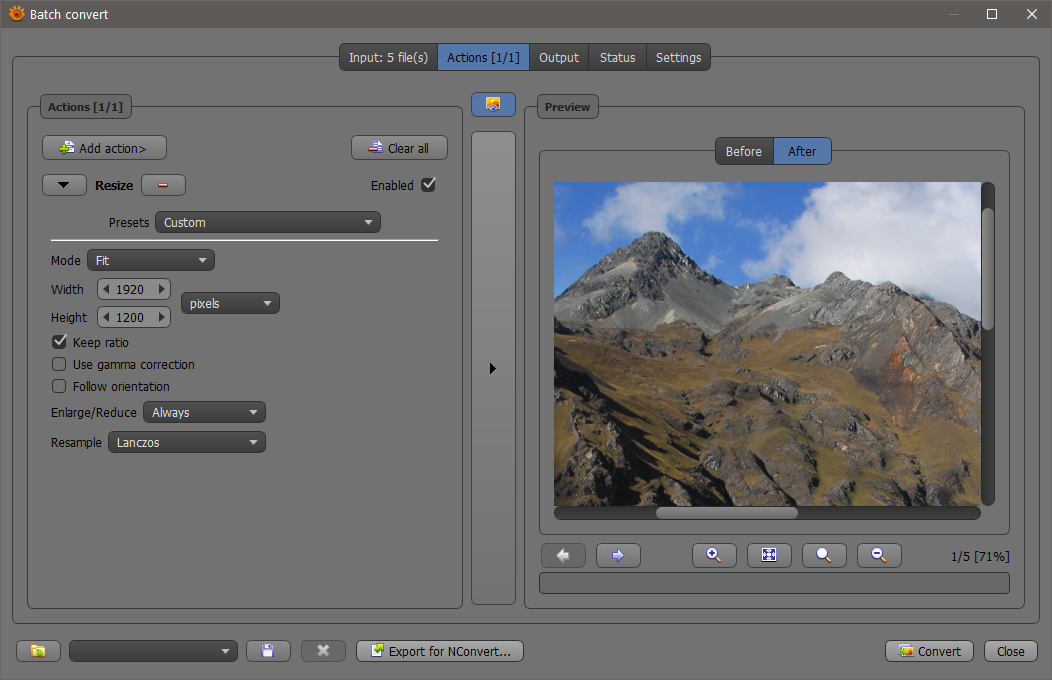 Batch convert
Input: 5 file(s) Actions [1/1] Output Status Settings
Actions [1/1]
Add action> Clear all
Resize Enabled
Presets Custom
Mode Fit
Width 1920
pixels
Height 1200
Keep ratio
Use gamma correction
Follow orientation
Enlarge/Reduce Always
Resample Lanczos
Preview
Before After
1/5 [71%]
Export for NConvert... Convert Close